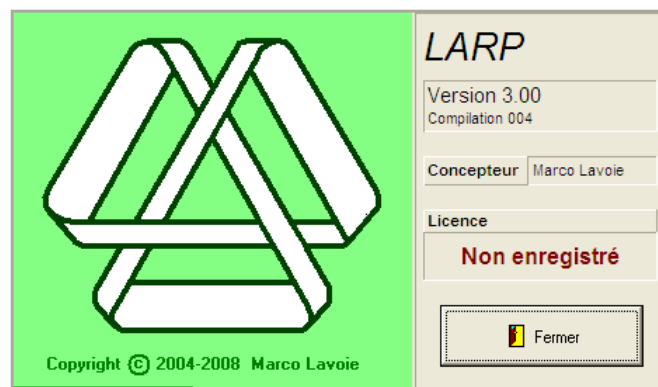 LARP
Version 3.00
Compilation 004
Concepteur Marco Lavoie
Licence
Non enregistré
Fermer
Copyright © 2004-2008 Marco Lavoie